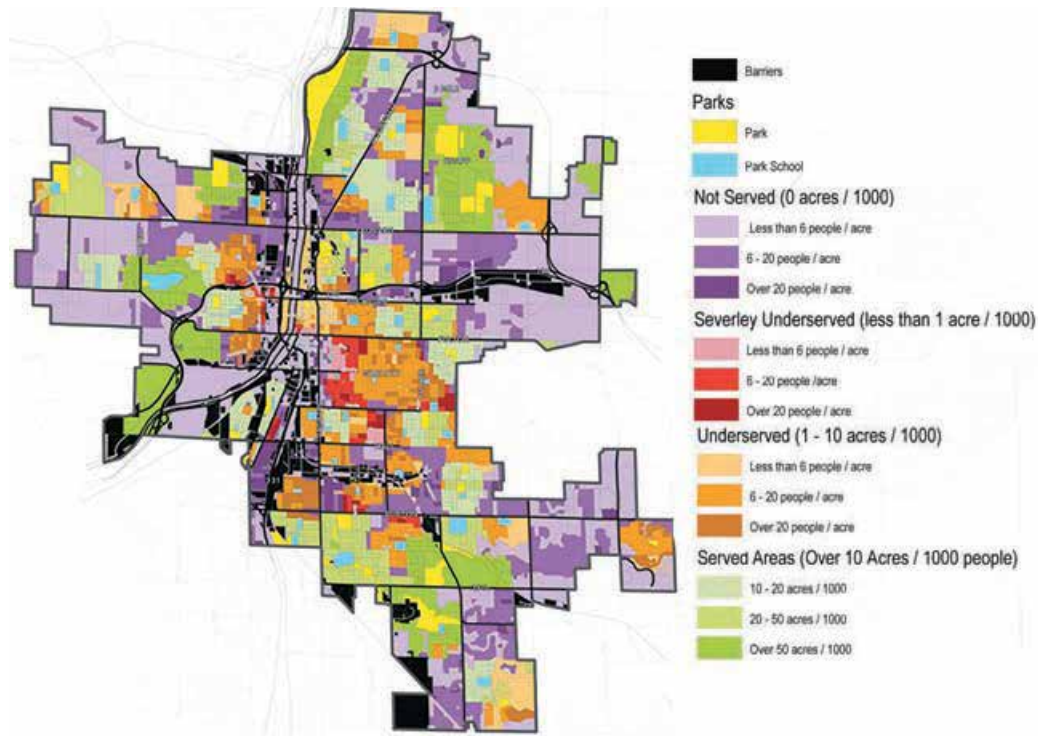 Barriers
Parks
Park
Park School
Not Served (0 acres / 1000)
Less than 6 people / acre
6 - 20 people / acre
Over 20 people / acre
Severley Underserved (less than 1 acre / 1000)
Less than 6 people / acre
6 - 20 people /acre
Over 20 people / acre
Underserved (1 - 10 acres / 1000)
Less than 6 people / acre
6 - 20 people / acre
Over 20 people / acre
Served Areas (Over 10 Acres / 1000 people)
10 - 20 acres / 1000
20 - 50 acres / 1000
Over 50 acres / 1000